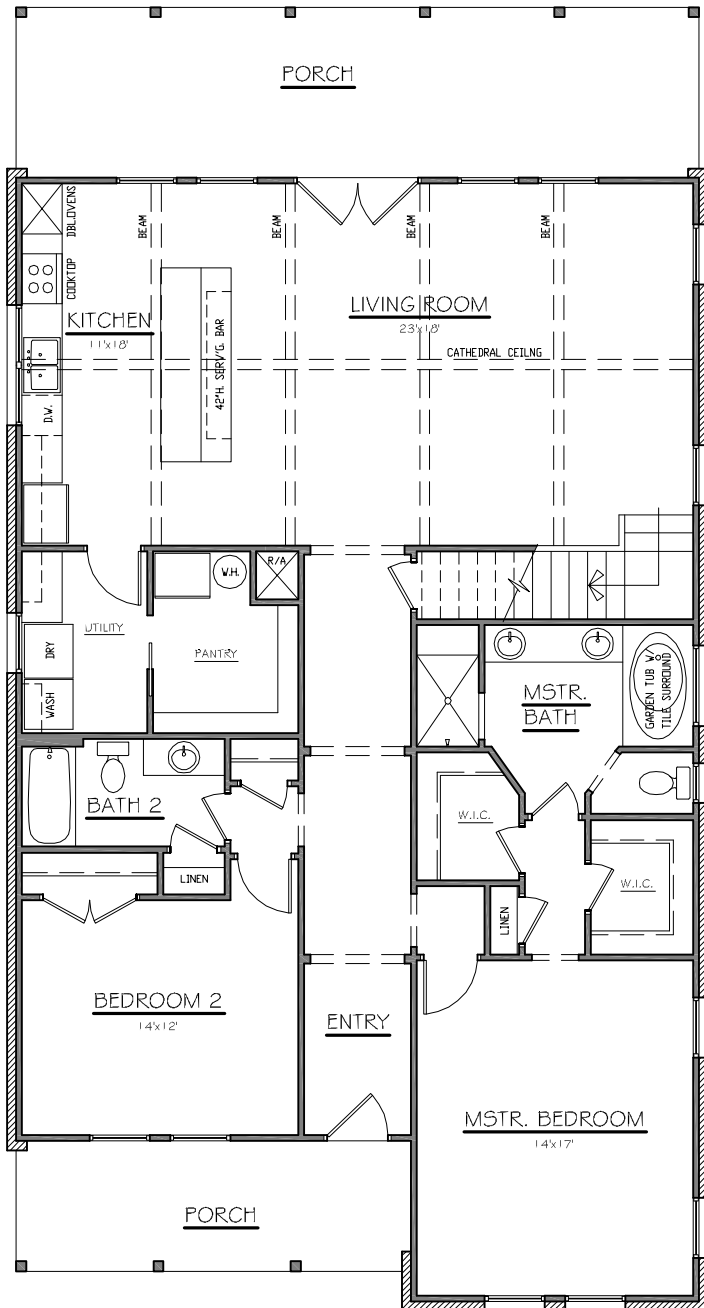 PORCH
DBL.OVENS
BEAM
BEAM
BEAM
BEAM
COOKTOP
KITCHEN
11'x18'
LIVING ROOM
23'x18'
42"H. SERV'G. BAR
CATHEDRAL CEILNG
D.W.
R/A
W.H.
UTILITY
PANTRY
DRY
WASH
MSTR.
BATH
GARDEN TUB W/
TILE SURROUND
BATH 2
W.I.C.
LINEN
W.I.C.
LINEN
BEDROOM 2
14'x12'
ENTRY
MSTR. BEDROOM
14'x17'
PORCH